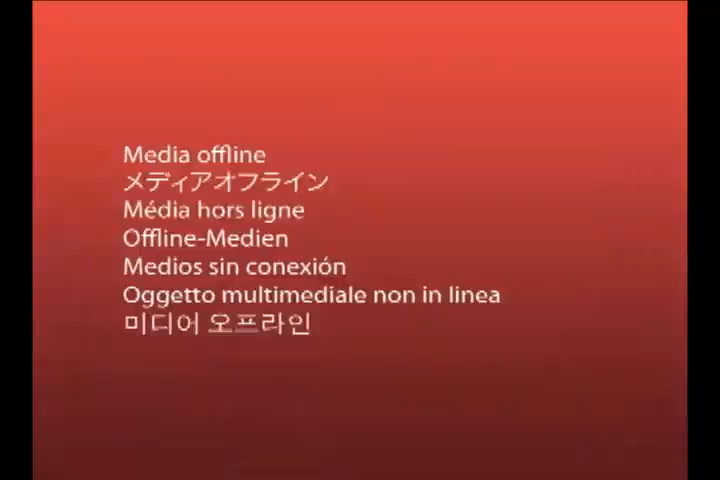 Media offline
メディアオフライン
Média hors ligne
Offline-Medien
Medios sin conexión
Oggetto multimediale non in linea
미디어 오프라인